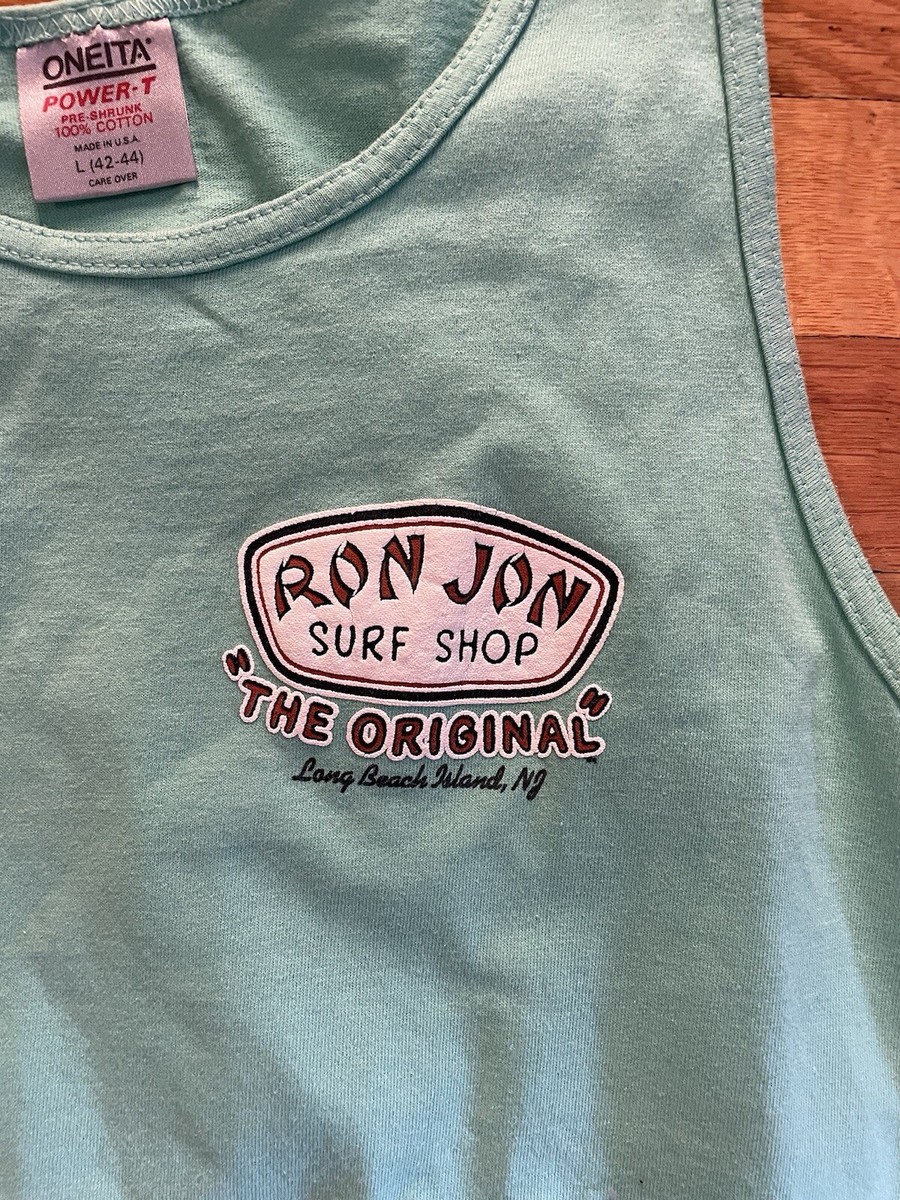 ONEITA®
POWER-T
PRE-SHRUNK
100% COTTON
MADE IN U.S.A.
L (42-44)
CARE OVER
RON JON
SURF SHOP
"THE ORIGINAL"
Long Beach Island, NJ